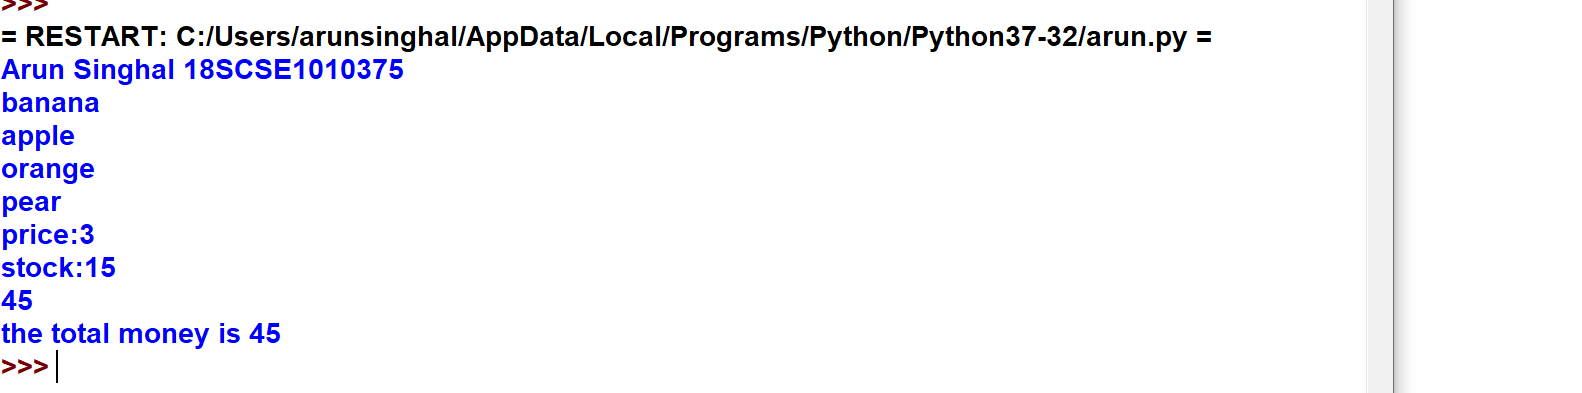 >>>
= RESTART: C:/Users/arunsinghal/AppData/Local/Programs/Python/Python37-32/arun.py =
Arun Singhal 18SCSE1010375
banana
apple
orange
pear
price:3
stock:15
45
the total money is 45
>>>